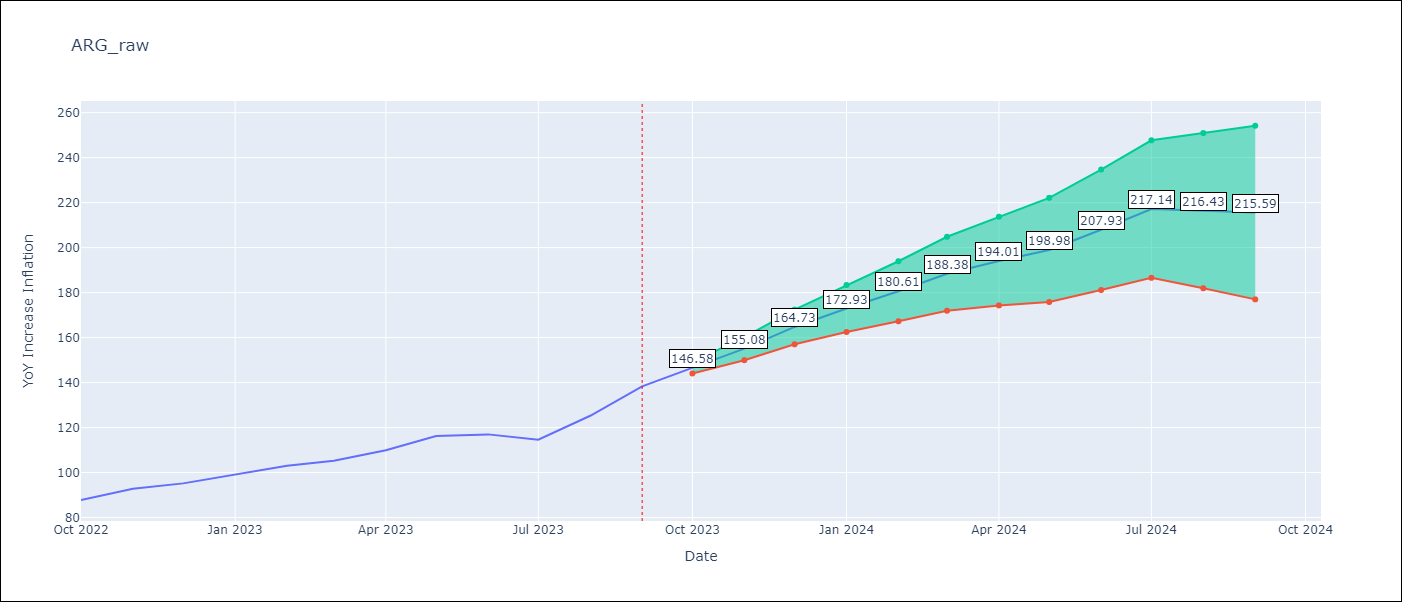 ARG_raw
YoY Increase Inflation
260
240
220
200
180
160
140
120
100
80
146.58
155.08
164.73
172.93
180.61
188.38
194.01
198.98
207.93
217.14
216.43
215.59
Oct 2022
Jan 2023
Apr 2023
Jul 2023
Oct 2023
Jan 2024
Apr 2024
Jul 2024
Oct 2024
Date